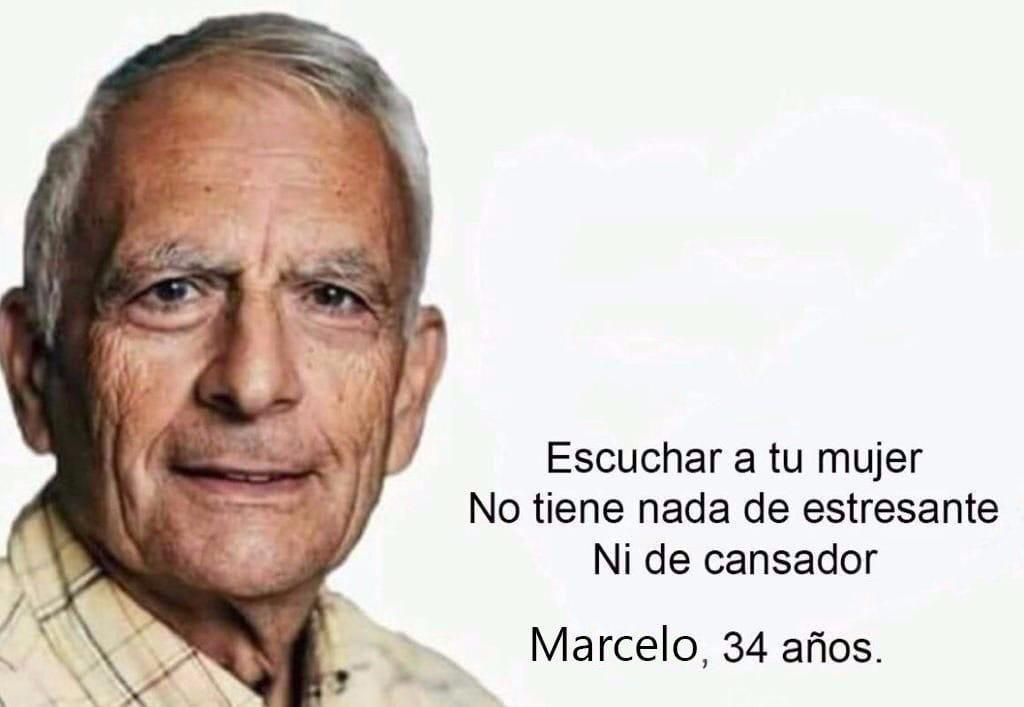 Escuchar a tu mujer
No tiene nada de estresante
Ni de cansador
Marcelo, 34 años.